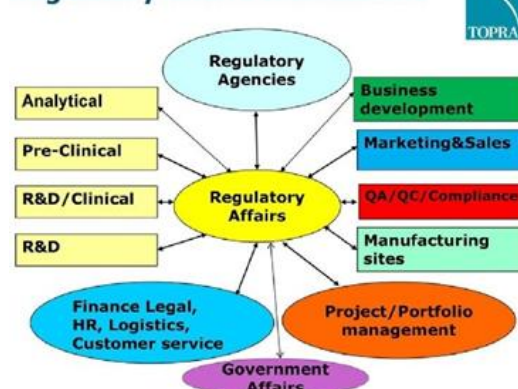 TOPRA
Regulatory
Agencies
Analytical
Business
development
Pre-Clinical
Marketing&Sales
R&D/Clinical
Regulatory
Affairs
QA/QC/Compliance
R&D
Manufacturing
sites
Finance Legal,
HR, Logistics,
Customer service
Project/Portfolio
management
Government
Affairs